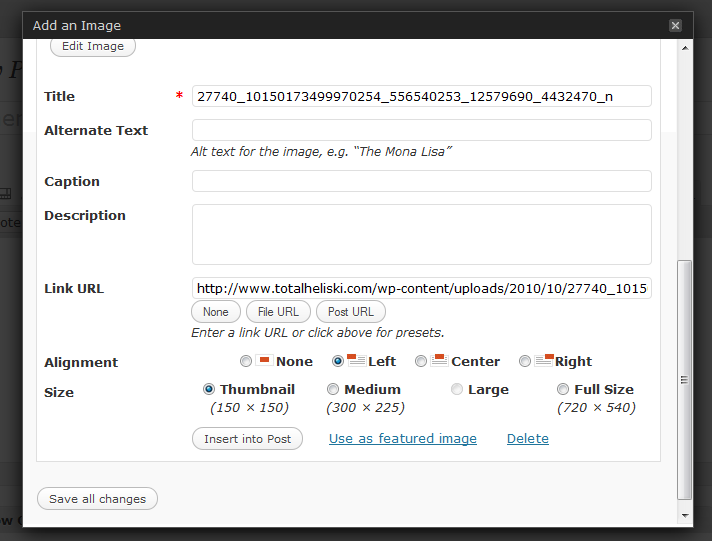 Add an Image
Edit Image
Title * 27740_10150173499970254_556540253_12579690_4432470_n
Alternate Text
Alt text for the image, e.g. “The Mona Lisa”
Caption
Description
Link URL http://www.totalheliski.com/wp-content/uploads/2010/10/27740_1015
None File URL Post URL
Enter a link URL or click above for presets.
Alignment None Left Center Right
Size Thumbnail Medium Large Full Size
(150 × 150) (300 × 225) (720 × 540)
Insert into Post Use as featured image Delete
Save all changes